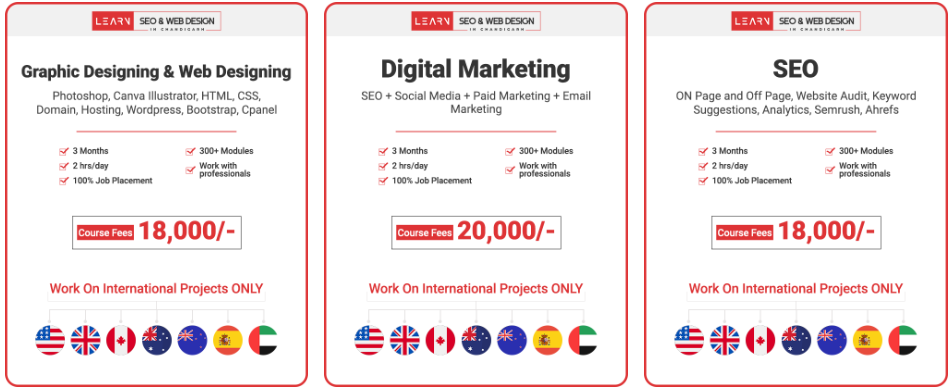 LEARN SEO & WEB DESIGN
IN CHANDIGARH
Graphic Designing & Web Designing
Photoshop, Canva Illustrator, HTML, CSS,
Domain, Hosting, Wordpress, Bootstrap, Cpanel
3 Months
2 hrs/day
100% Job Placement
300+ Modules
Work with
professionals
Course Fees 18,000/-
Work On International Projects ONLY
LEARN SEO & WEB DESIGN
IN CHANDIGARH
Digital Marketing
SEO + Social Media + Paid Marketing + Email
Marketing
3 Months
2 hrs/day
100% Job Placement
300+ Modules
Work with
professionals
Course Fees 20,000/-
Work On International Projects ONLY
LEARN SEO & WEB DESIGN
IN CHANDIGARH
SEO
ON Page and Off Page, Website Audit, Keyword
Suggestions, Analytics, Semrush, Ahrefs
3 Months
2 hrs/day
100% Job Placement
300+ Modules
Work with
professionals
Course Fees 18,000/-
Work On International Projects ONLY